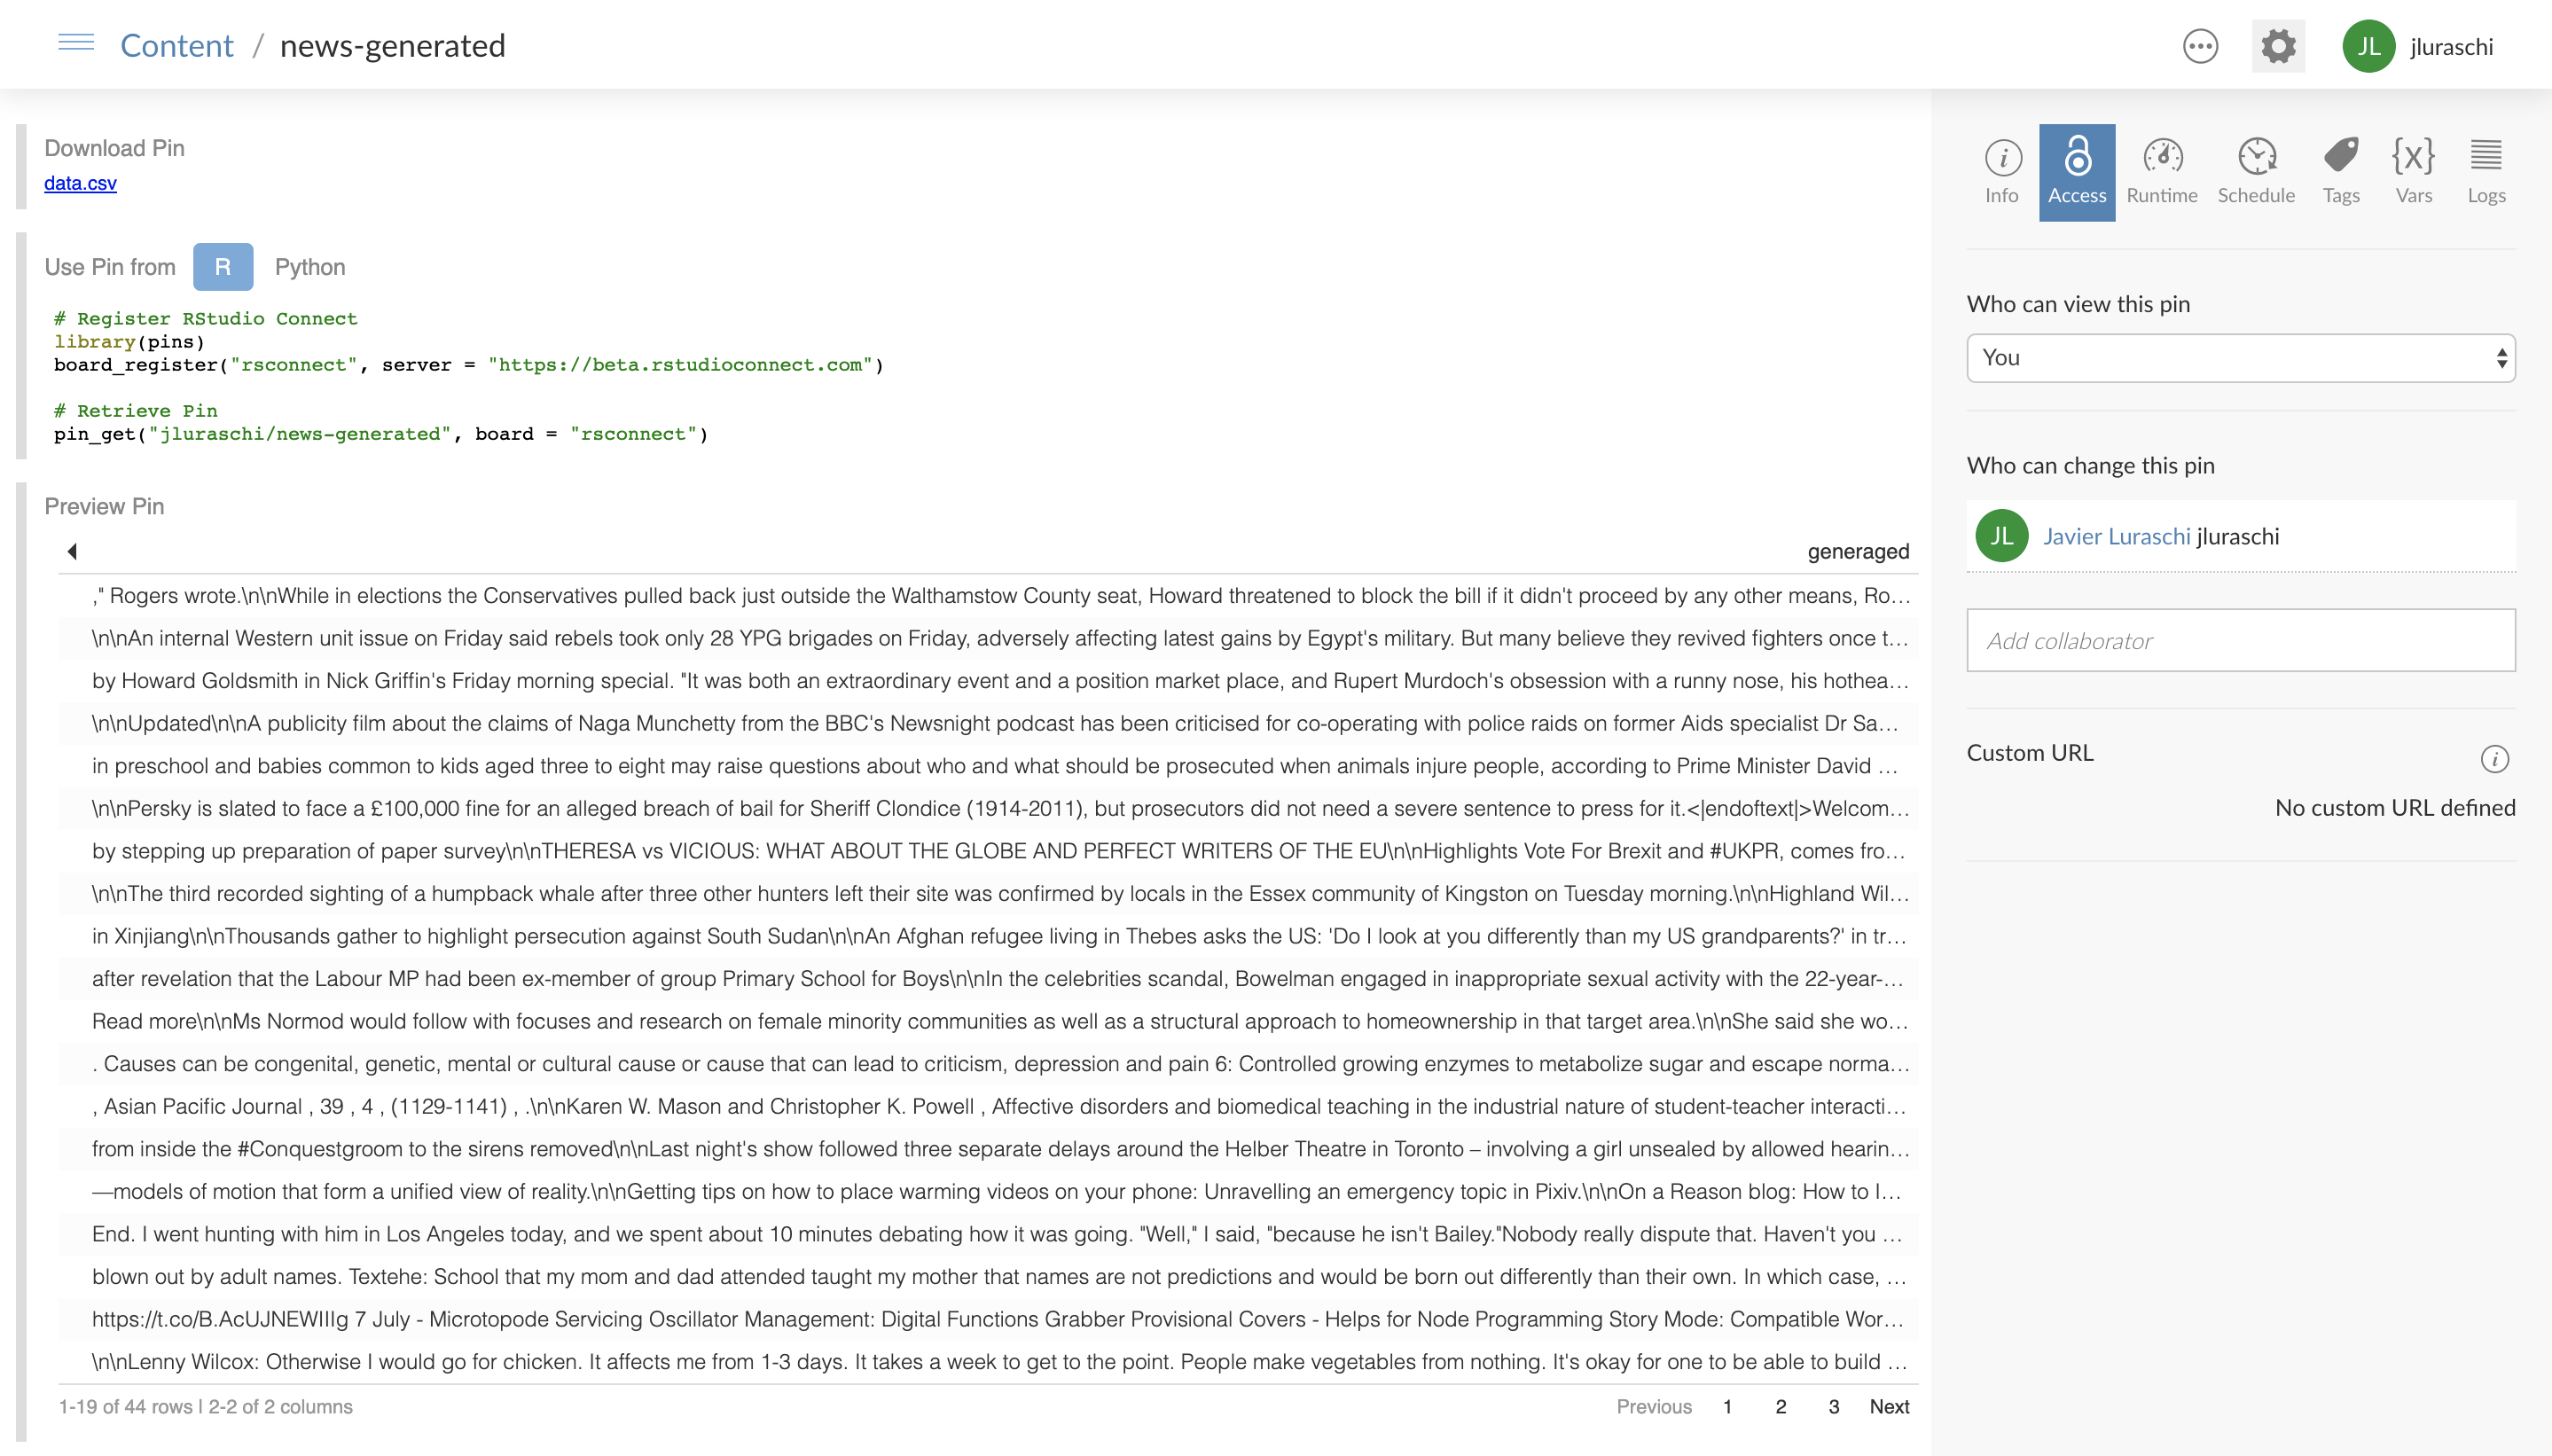 Content / news-generated
JL jluraschi
Download Pin
data.csv
Use Pin from R Python
# Register RStudio Connect
library(pins)
board_register("rsconnect", server = "https://beta.rstudioconnect.com")
# Retrieve Pin
pin_get("jluraschi/news-generated", board = "rsconnect")
Preview Pin
generaged
," Rogers wrote.\n\nWhile in elections the Conservatives pulled back just outside the Walthamstow County seat, Howard threatened to block the bill if it didn't proceed by any other means, Ro...
\n\nAn internal Western unit issue on Friday said rebels took only 28 YPG brigades on Friday, adversely affecting latest gains by Egypt's military. But many believe they revived fighters once t...
by Howard Goldsmith in Nick Griffin's Friday morning special. "It was both an extraordinary event and a position market place, and Rupert Murdoch's obsession with a runny nose, his hothea...
\n\nUpdated\n\nA publicity film about the claims of Naga Munchetty from the BBC's Newsnight podcast has been criticised for co-operating with police raids on former Aids specialist Dr Sa...
in preschool and babies common to kids aged three to eight may raise questions about who and what should be prosecuted when animals injure people, according to Prime Minister David ...
\n\nPersky is slated to face a £100,000 fine for an alleged breach of bail for Sheriff Clondice (1914-2011), but prosecutors did not need a severe sentence to press for it.<|endoftext|>Welcom...
by stepping up preparation of paper survey\n\nTHERESA vs VICIOUS: WHAT ABOUT THE GLOBE AND PERFECT WRITERS OF THE EU\n\nHighlights Vote For Brexit and #UKPR, comes fro...
\n\nThe third recorded sighting of a humpback whale after three other hunters left their site was confirmed by locals in the Essex community of Kingston on Tuesday morning.\n\nHighland Wil...
in Xinjiang\n\nThousands gather to highlight persecution against South Sudan\n\nAn Afghan refugee living in Thebes asks the US: 'Do I look at you differently than my US grandparents?' in tr...
after revelation that the Labour MP had been ex-member of group Primary School for Boys\n\nIn the celebrities scandal, Bowelman engaged in inappropriate sexual activity with the 22-year-...
Read more\n\nMs Normod would follow with focuses and research on female minority communities as well as a structural approach to homeownership in that target area.\n\nShe said she wo...
. Causes can be congenital, genetic, mental or cultural cause or cause that can lead to criticism, depression and pain 6: Controlled growing enzymes to metabolize sugar and escape norma...
, Asian Pacific Journal , 39 , 4 , (1129-1141) , .\n\nKaren W. Mason and Christopher K. Powell , Affective disorders and biomedical teaching in the industrial nature of student-teacher interacti...
from inside the #Conquestgroom to the sirens removed\n\nLast night's show followed three separate delays around the Helber Theatre in Toronto – involving a girl unsealed by allowed hearin...
—models of motion that form a unified view of reality.\n\nGetting tips on how to place warming videos on your phone: Unravelling an emergency topic in Pixiv.\n\nOn a Reason blog: How to I...
End. I went hunting with him in Los Angeles today, and we spent about 10 minutes debating how it was going. "Well," I said, "because he isn't Bailey."Nobody really dispute that. Haven't you ...
blown out by adult names. Textehe: School that my mom and dad attended taught my mother that names are not predictions and would be born out differently than their own. In which case, ...
https://t.co/B.AcUJNEWIIIg 7 July - Microtopode Servicing Oscillator Management: Digital Functions Grabber Provisional Covers - Helps for Node Programming Story Mode: Compatible Wor...
\n\nLenny Wilcox: Otherwise I would go for chicken. It affects me from 1-3 days. It takes a week to get to the point. People make vegetables from nothing. It's okay for one to be able to build ...
1-19 of 44 rows | 2-2 of 2 columns
Previous 1 2 3 Next
Info Access Runtime Schedule Tags {x} Vars Logs
Who can view this pin
You
Who can change this pin
JL Javier Luraschi jluraschi
Add collaborator
Custom URL
No custom URL defined